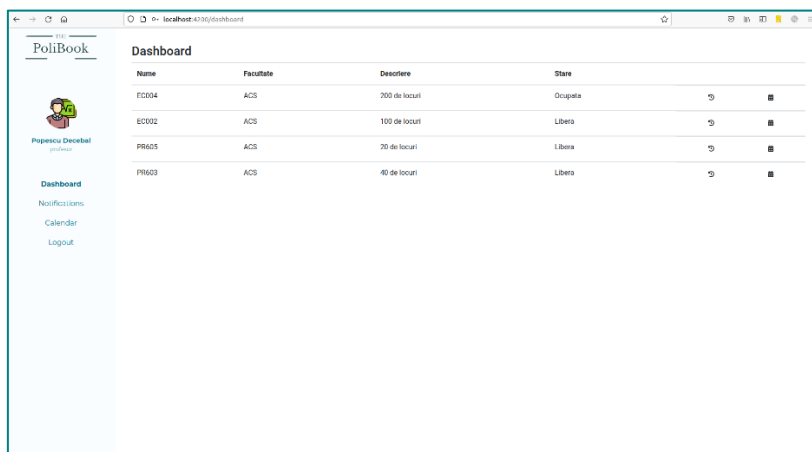 localhost:4200/dashboard
THE
PoliBook
Popescu Decebal
profesor
Dashboard
Notifications
Calendar
Logout
Dashboard
Nume Facultate Descriere Stare
EC004 ACS 200 de locuri Ocupata
EC002 ACS 100 de locuri Libera
PR605 ACS 20 de locuri Libera
PR603 ACS 40 de locuri Libera